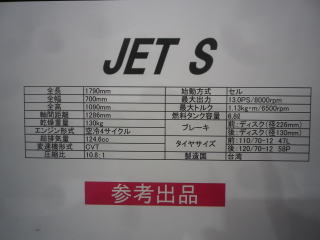 JET S
全長 1790mm 始動方式 セル
全幅 700mm 最大出力 13.0PS/8000rpm
全高 1090mm 最大トルク 1.13kg・m/6500rpm
軸間距離 1286mm 燃料タンク容量 6.8ℓ
乾燥重量 130kg ブレーキ 前:ディスク(径226mm)
エンジン形式 空冷4サイクル 後:ディスク(径130mm)
総排気量 124.6cc タイヤサイズ 前:110/70-12 47L
変速機形式 CVT 後:120/70-12 58P
圧縮比 10.8:1 製造国 台湾
参考出品